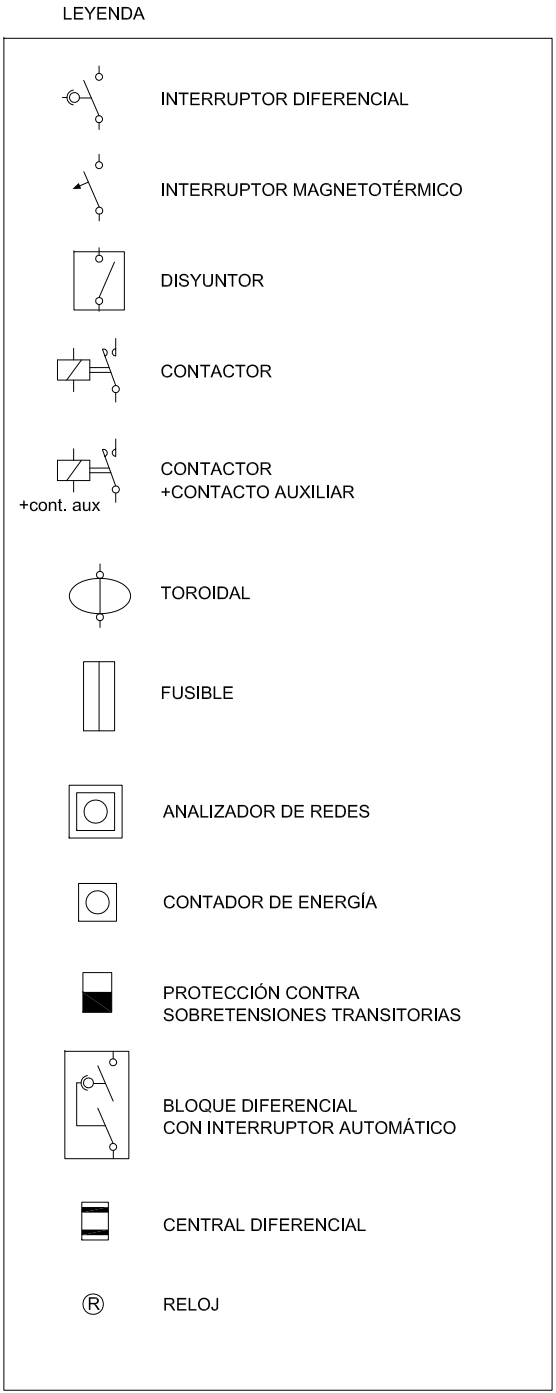 LEYENDA
INTERRUPTOR DIFERENCIAL
INTERRUPTOR MAGNETOTÉRMICO
DISYUNTOR
CONTACTOR
CONTACTOR
+CONTACTO AUXILIAR
+cont. aux
TOROIDAL
FUSIBLE
ANALIZADOR DE REDES
CONTADOR DE ENERGÍA
PROTECCIÓN CONTRA
SOBRETENSIONES TRANSITORIAS
BLOQUE DIFERENCIAL
CON INTERRUPTOR AUTOMÁTICO
CENTRAL DIFERENCIAL
R RELOJ